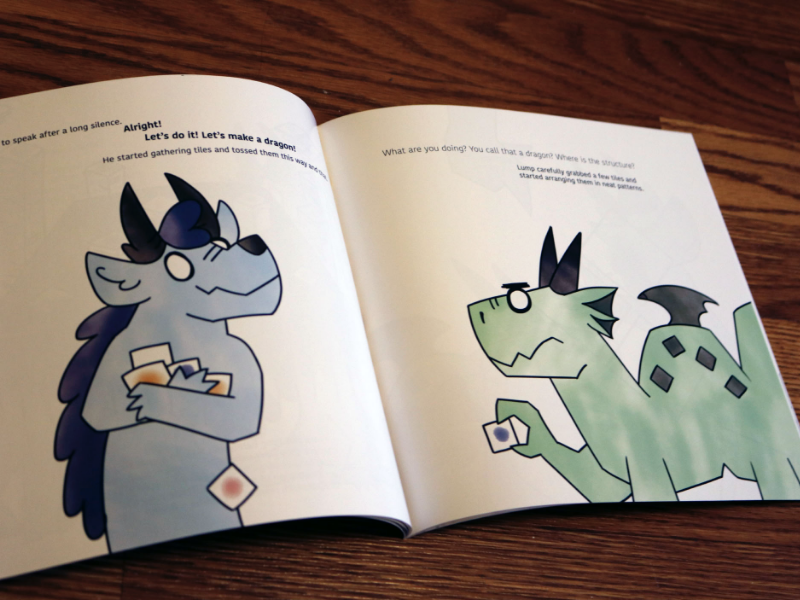 to speak after a long silence.
Alright!
Let's do it! Let's make a dragon!
He started gathering tiles and tossed them this way and
What are you doing? You call that a dragon? Where is the structure?
Lump carefully grabbed a few tiles and
started arranging them in neat patterns.